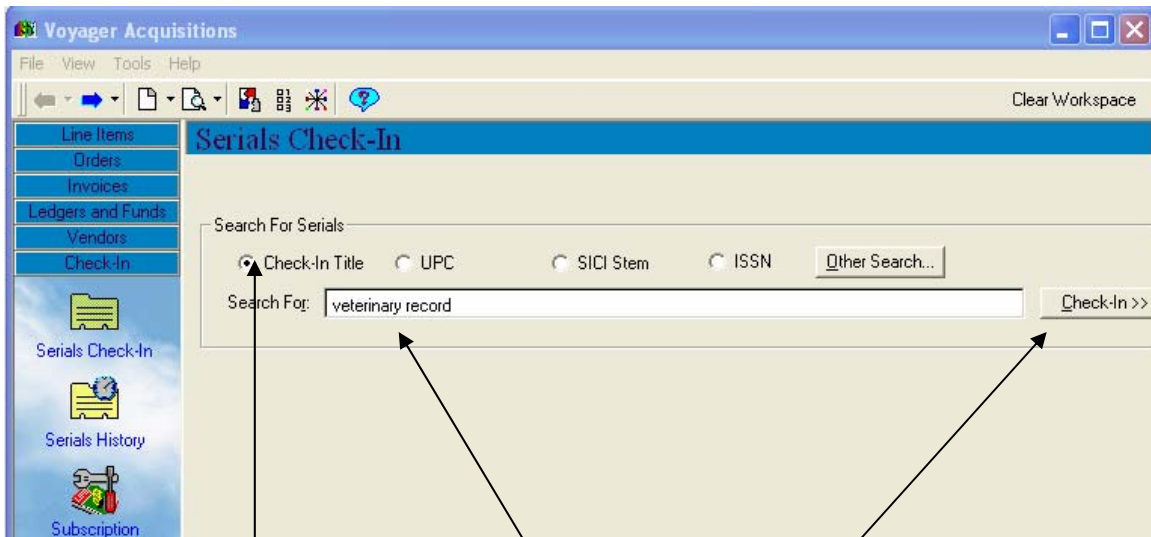 Voyager Acquisitions
File View Tools Help
Clear Workspace
Line Items
Orders
Invoices
Ledgers and Funds
Vendors
Check-In
Serials Check-In
Serials History
Subscription
Serials Check-In
Search For Serials
Check-In Title UPC SICI Stem ISSN Other Search...
Search For: veterinary record Check-In >>